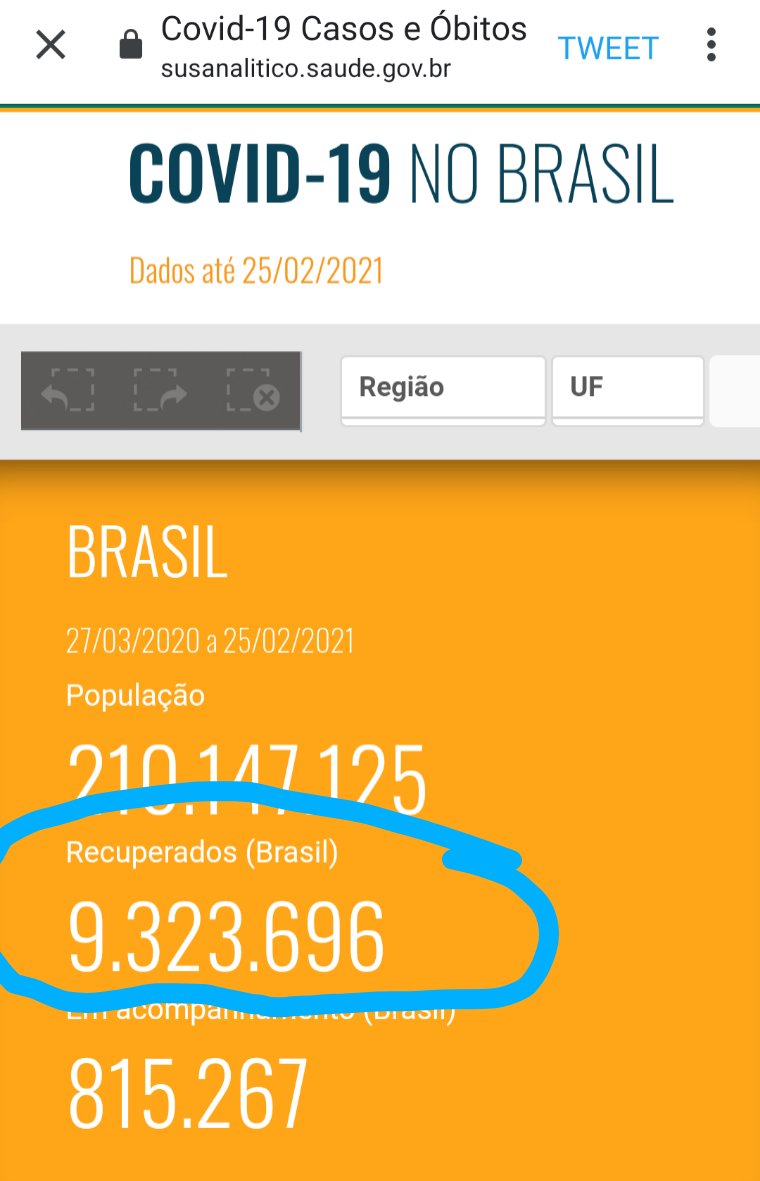 Covid-19 Casos e Óbitos
susanalitico.saude.gov.br
TWEET
COVID-19 NO BRASIL
Dados até 25/02/2021
Região
UF
BRASIL
27/03/2020 a 25/02/2021
População
210.147.125
Recuperados (Brasil)
9.323.696
Em acompanhamento (Brasil)
815.267